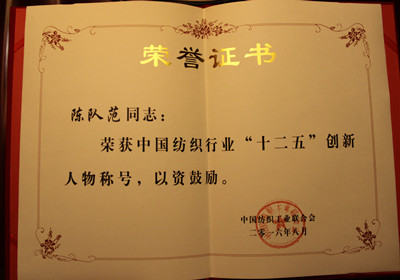 荣誉证书
陈队范同志：
荣获中国纺织行业“十二五”创新
人物称号，以资鼓励。
中国纺织工业联合会
二零一六年八月